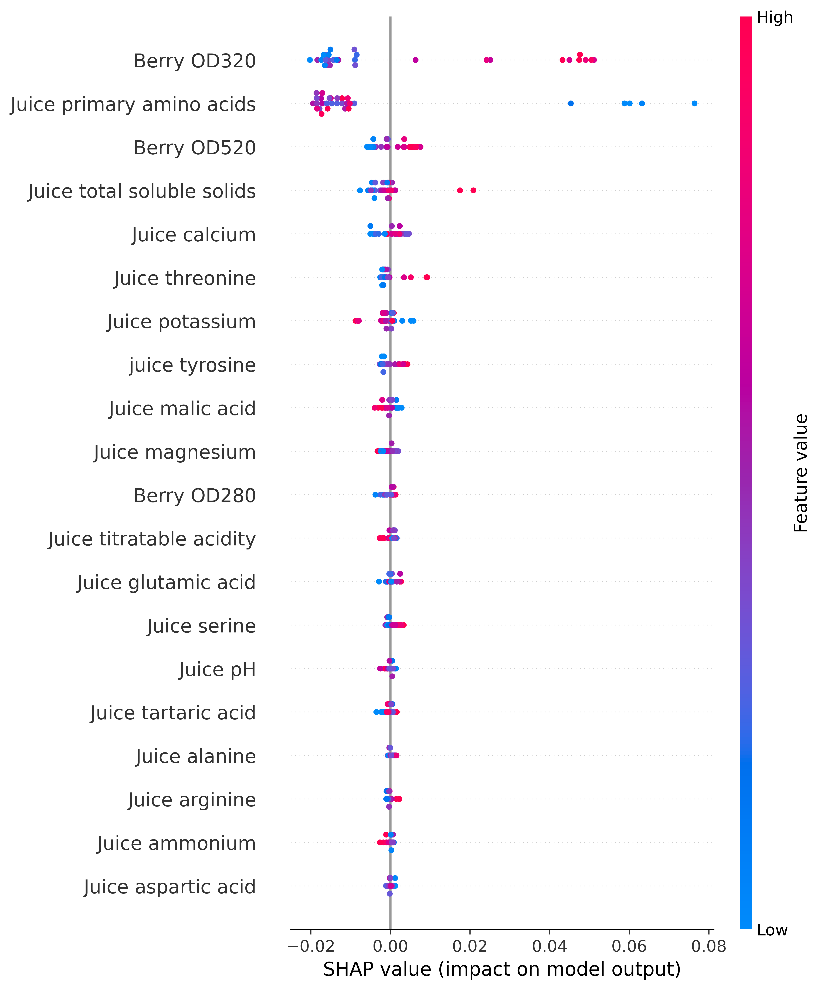 High
Berry OD320
Juice primary amino acids
Berry OD520
Juice total soluble solids
Juice calcium
Juice threonine
Juice potassium
juice tyrosine
Juice malic acid
Juice magnesium
Berry OD280
Juice titratable acidity
Juice glutamic acid
Juice serine
Juice pH
Juice tartaric acid
Juice alanine
Juice arginine
Juice ammonium
Juice aspartic acid
Feature value
Low
−0.02 0.00 0.02 0.04 0.06 0.08
SHAP value (impact on model output)